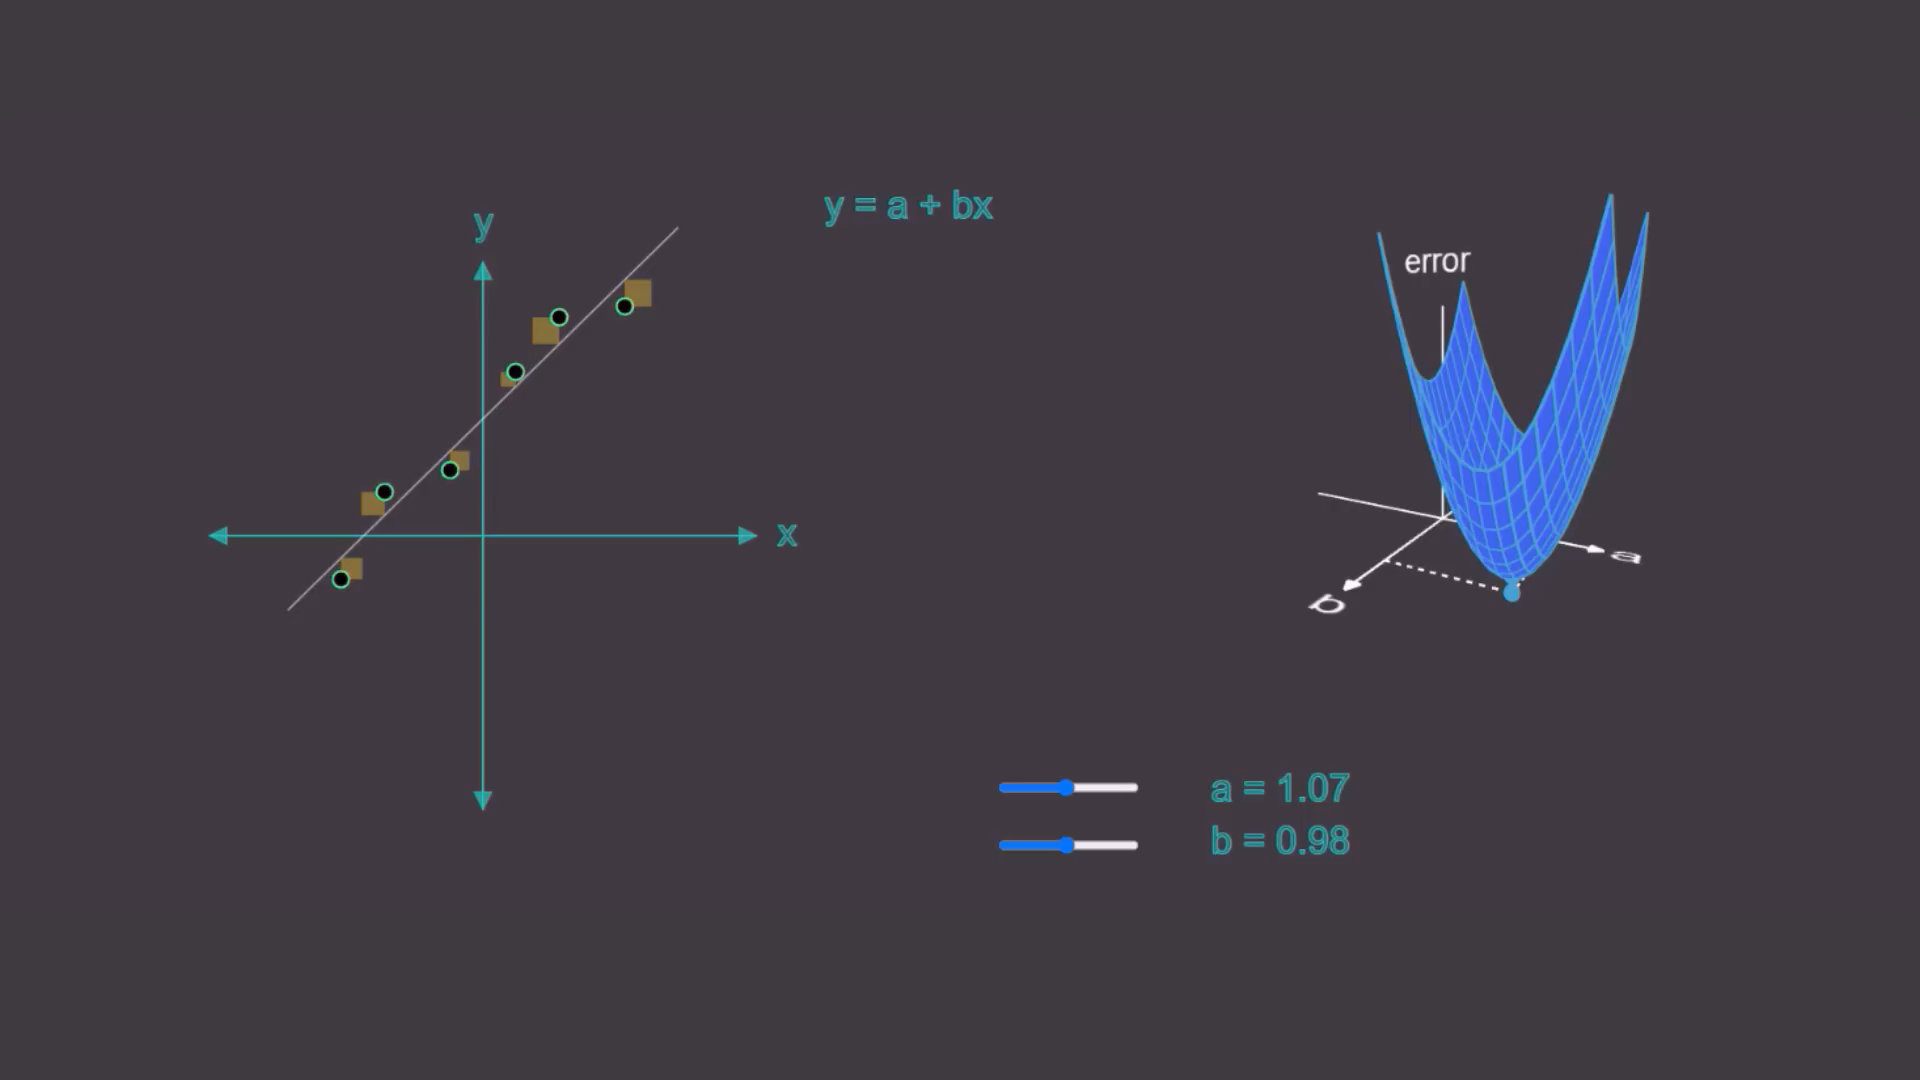 y = a + bx
y
x
error
a
b
a = 1.07
b = 0.98